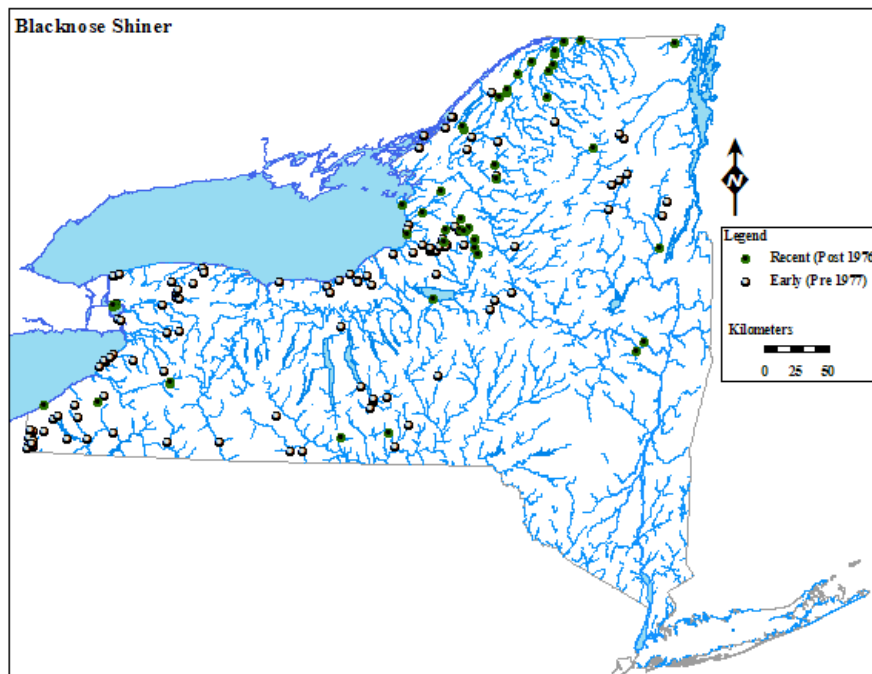 Blacknose Shiner
N
Legend
Recent (Post 1976
Early (Pre 1977)
Kilometers
0 25 50